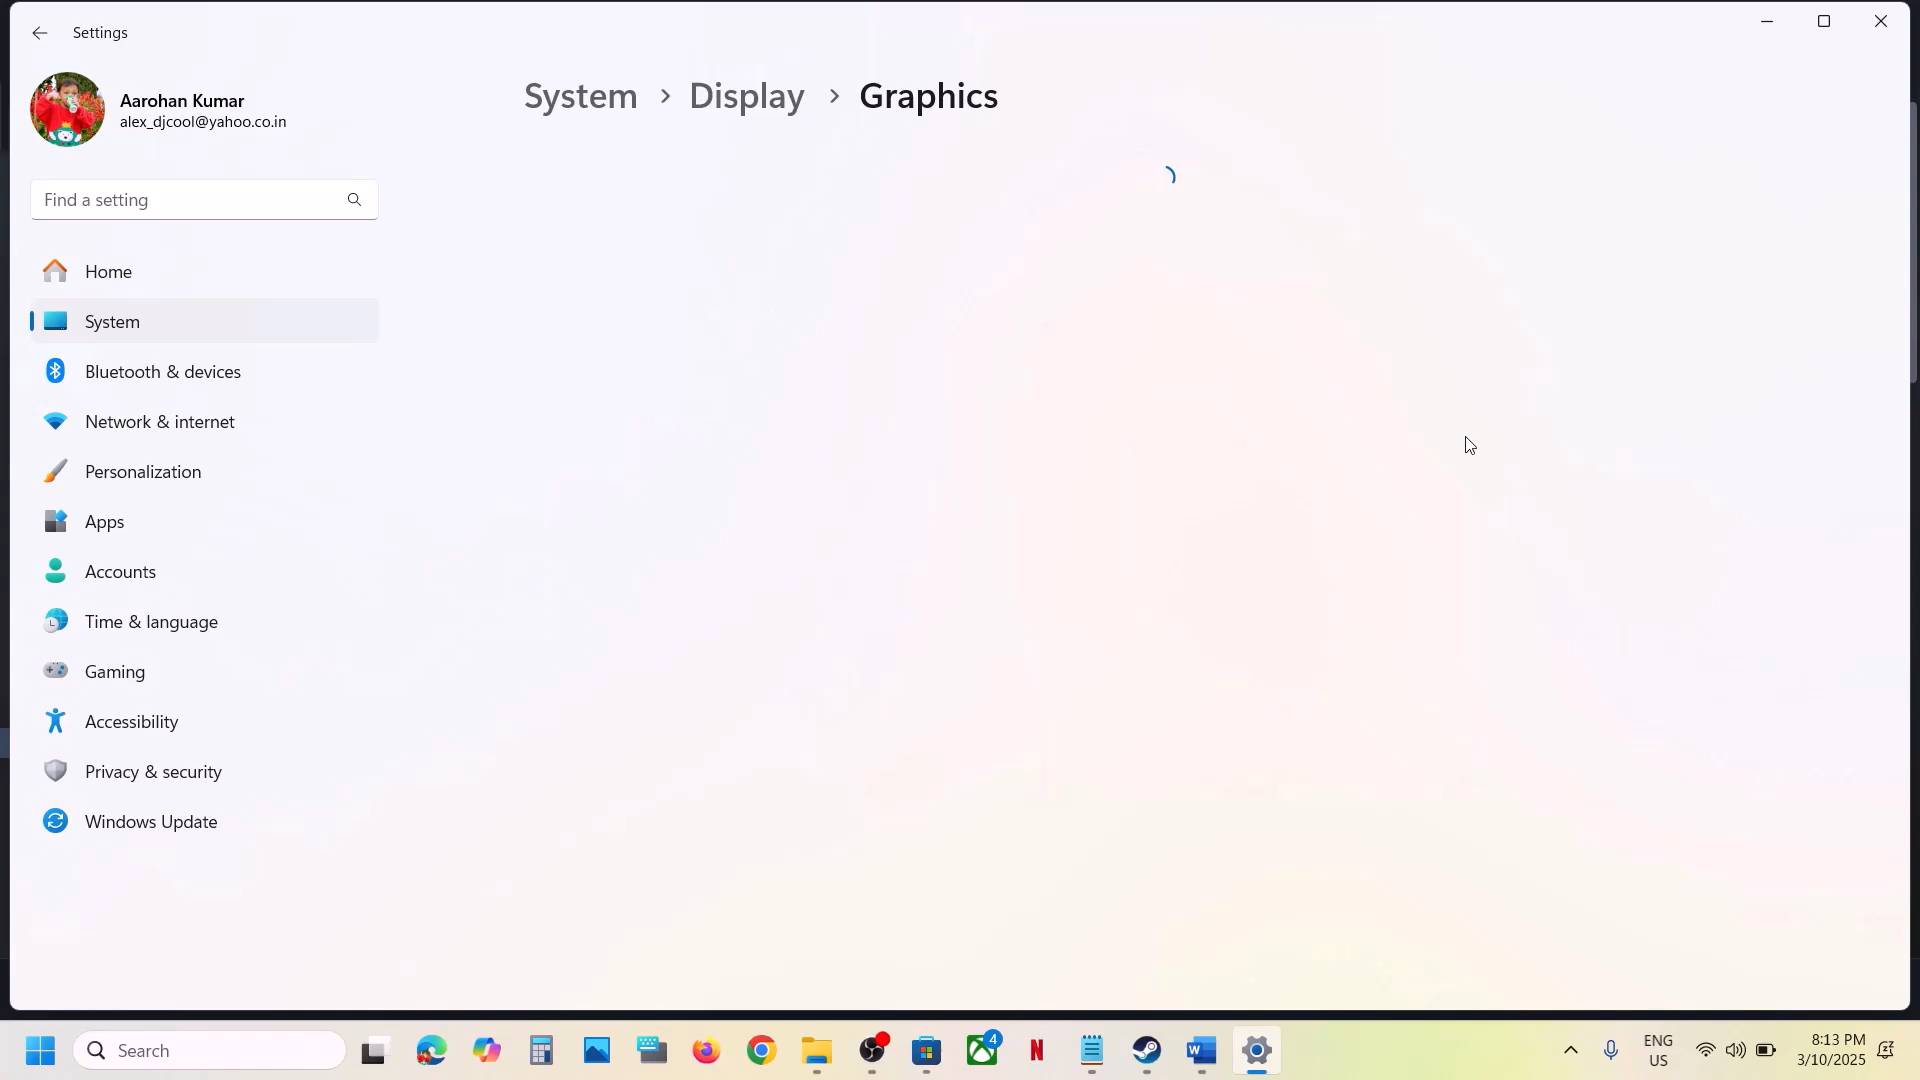 Settings
Aarohan Kumar
alex_djcool@yahoo.co.in
System > Display > Graphics
Find a setting
Home
System
Bluetooth & devices
Network & internet
Personalization
Apps
Accounts
Time & language
Gaming
Accessibility
Privacy & security
Windows Update
Search
4
ENG
US
8:13 PM
3/10/2025